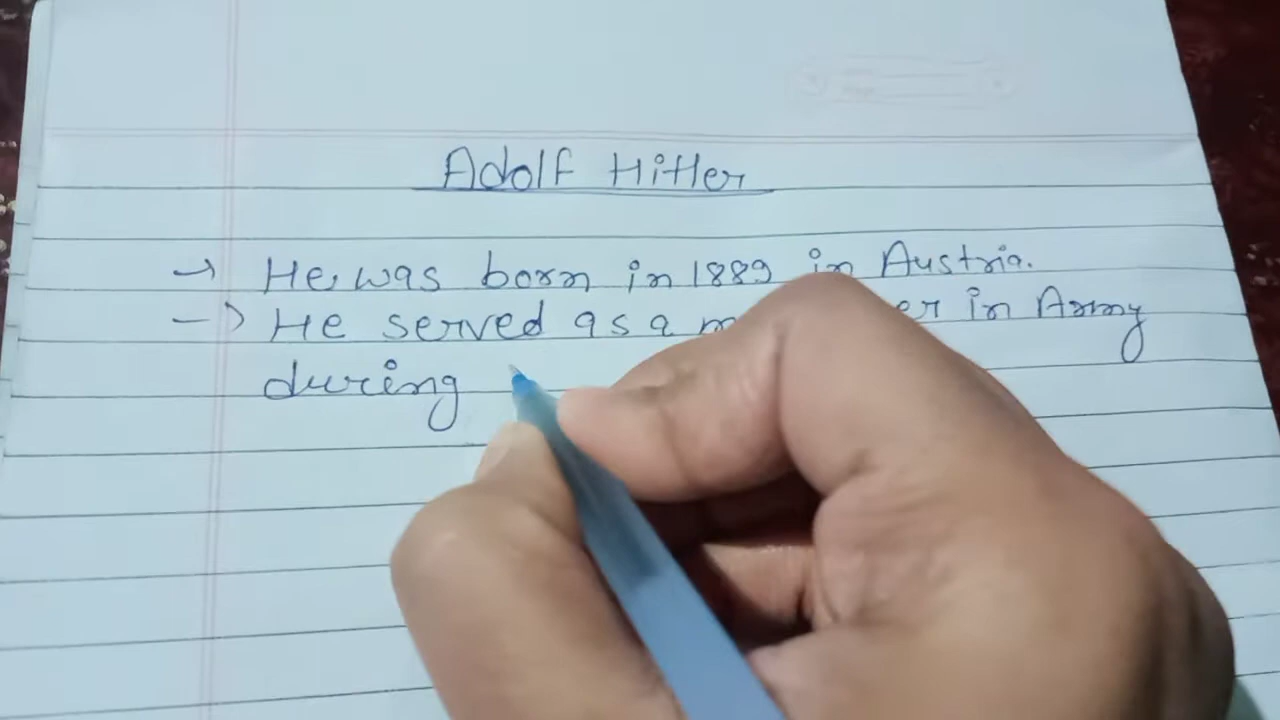 Adolf Hitler
→ He was born in 1889 in Austria.
→ He served as a in Army
during